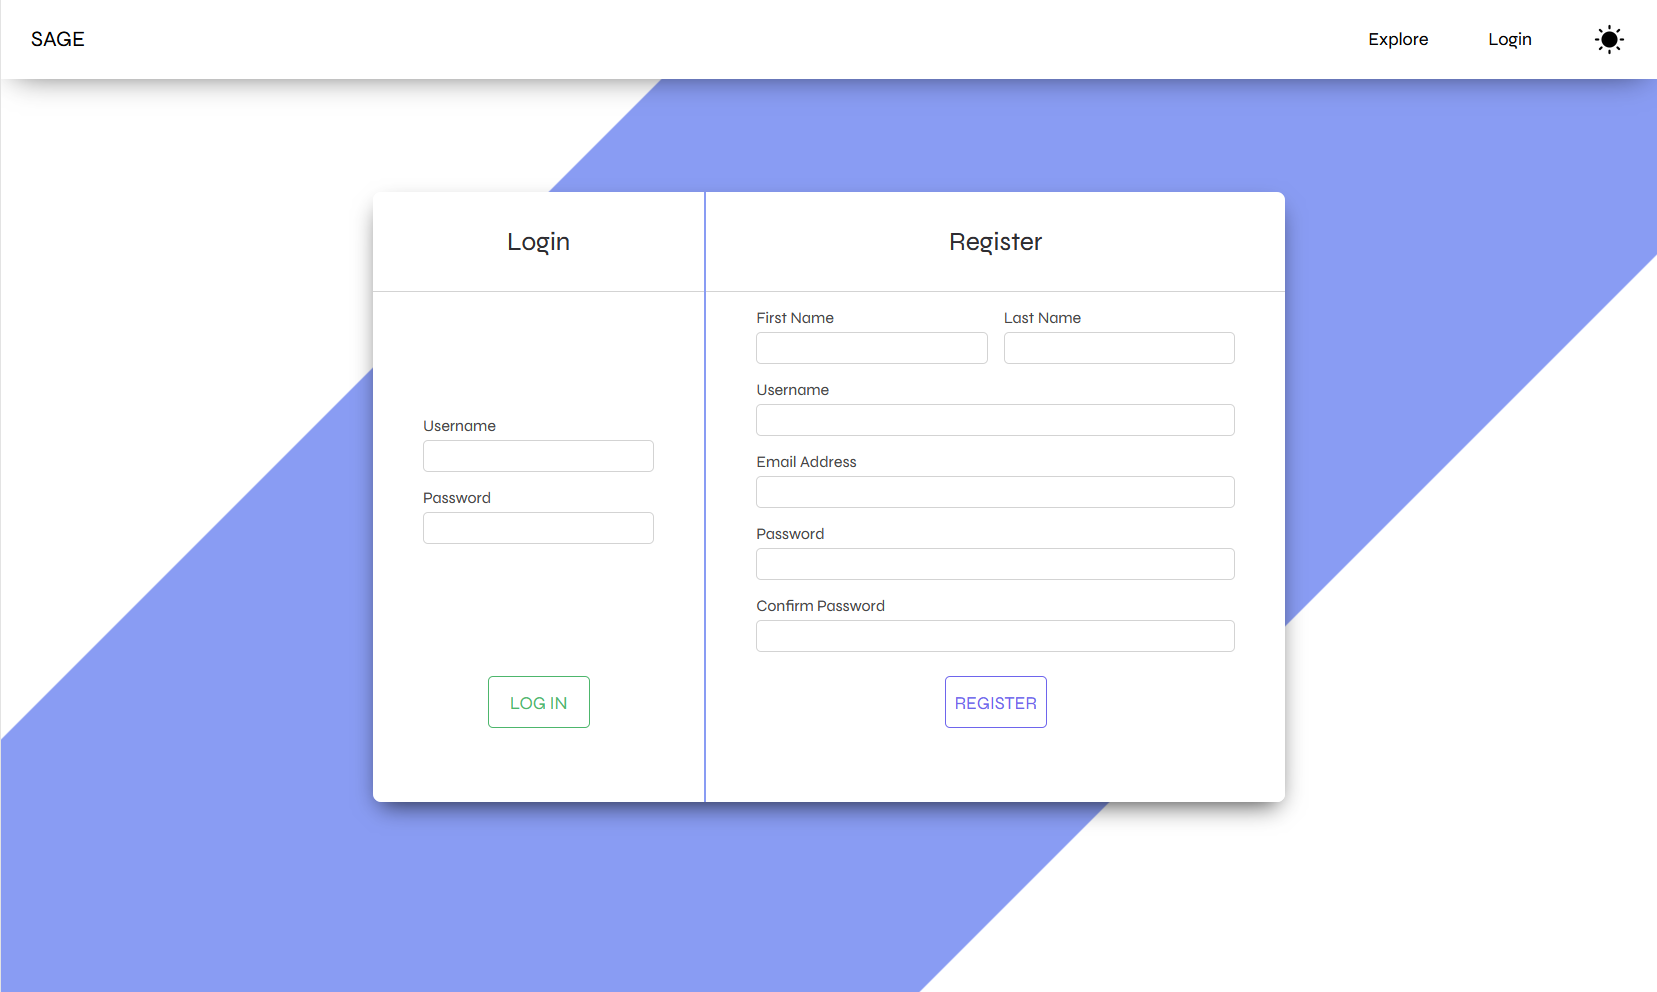 SAGE
Explore
Login
Login
Username
Password
LOG IN
Register
First Name
Last Name
Username
Email Address
Password
Confirm Password
REGISTER